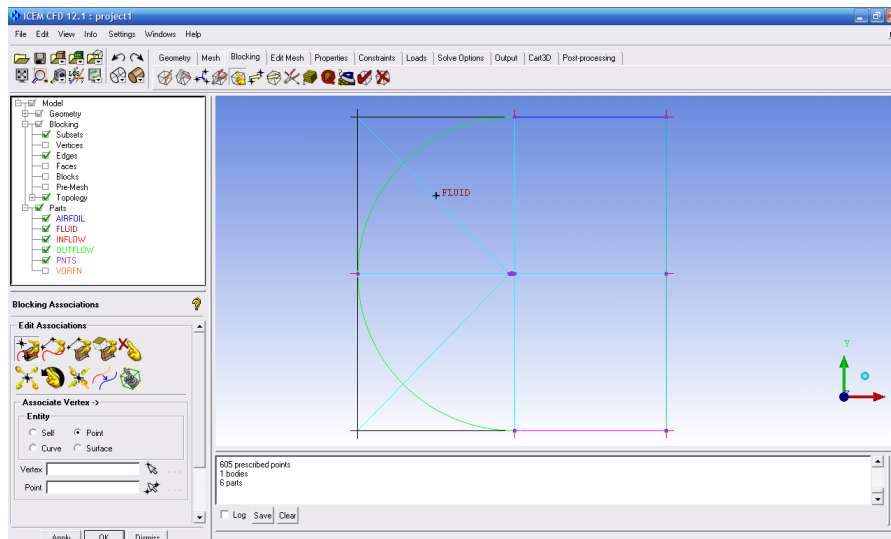 ICEM CFD 12.1 : project1
File Edit View Info Settings Windows Help
Geometry Mesh Blocking Edit Mesh Properties Constraints Loads Solve Options Output Cart3D Post-processing
Model
Geometry
Blocking
Subsets
Vertices
Edges
Faces
Blocks
Pre-Mesh
Topology
Parts
AIRFOIL
FLUID
INFLOW
OUTFLOW
PNTS
VORFN
FLUID
Y
Blocking Associations
Edit Associations
Associate Vertex ->
Entity
Self Point
Curve Surface
Vertex
Point
Apply OK Dismiss
605 prescribed points
1 bodies
6 parts
Log Save Clear